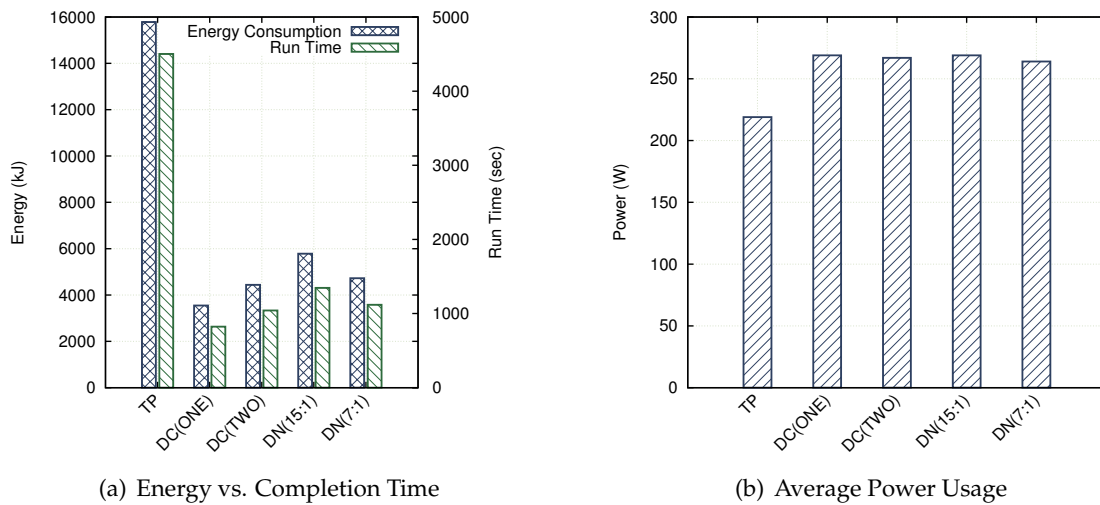 16000
14000
12000
10000
8000
6000
4000
2000
0
Energy (kJ)
Energy Consumption
Run Time
5000
4000
3000
2000
1000
0
Run Time (sec)
TP
DC(ONE)
DC(TWO)
DN(15:1)
DN(7:1)
(a) Energy vs. Completion Time
300
250
200
150
100
50
0
Power (W)
TP
DC(ONE)
DC(TWO)
DN(15:1)
DN(7:1)
(b) Average Power Usage